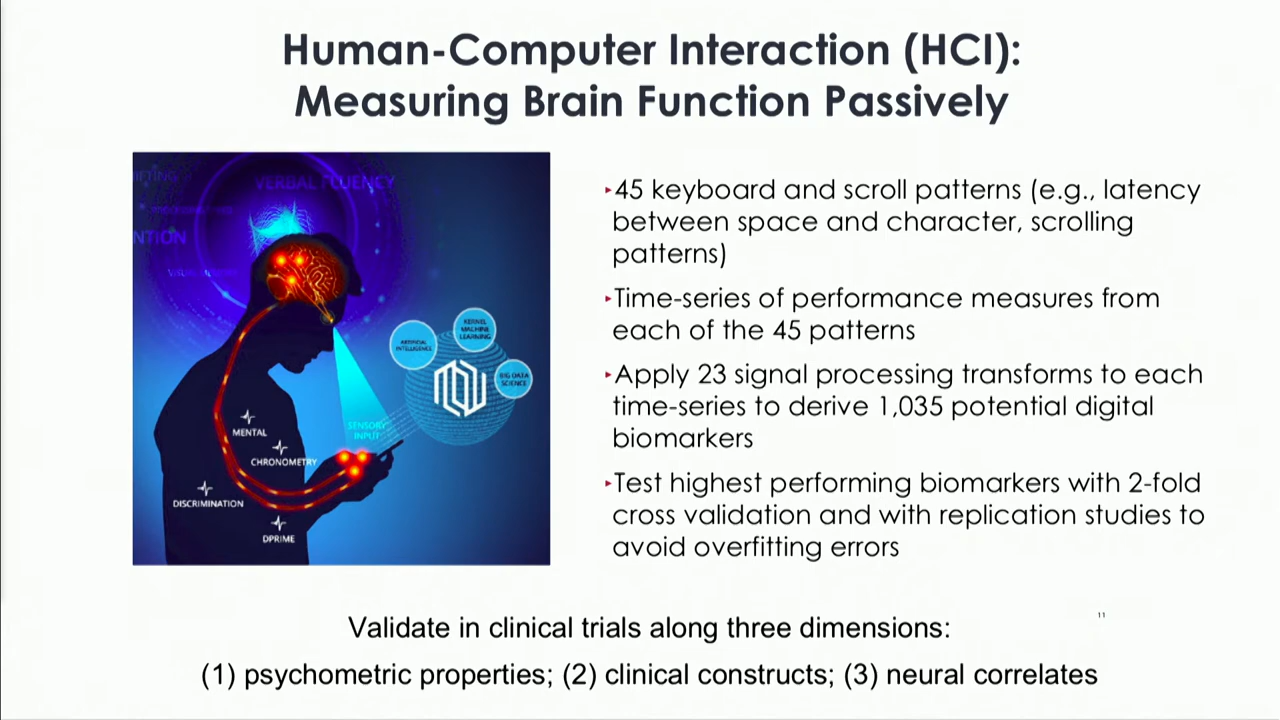 Human-Computer Interaction (HCI):
Measuring Brain Function Passively
VERBAL FLUENCY
NTION
ARTIFICIAL
INTELLIGENCE
KERNEL
MACHINE
LEARNING
BIG DATA
SCIENCE
SENSORY
INPUT
MENTAL
CHRONOMETRY
DISCRIMINATION
DPRIME
▸45 keyboard and scroll patterns (e.g., latency
between space and character, scrolling
patterns)
▸Time-series of performance measures from
each of the 45 patterns
▸Apply 23 signal processing transforms to each
time-series to derive 1,035 potential digital
biomarkers
▸Test highest performing biomarkers with 2-fold
cross validation and with replication studies to
avoid overfitting errors
11
Validate in clinical trials along three dimensions:
(1) psychometric properties; (2) clinical constructs; (3) neural correlates